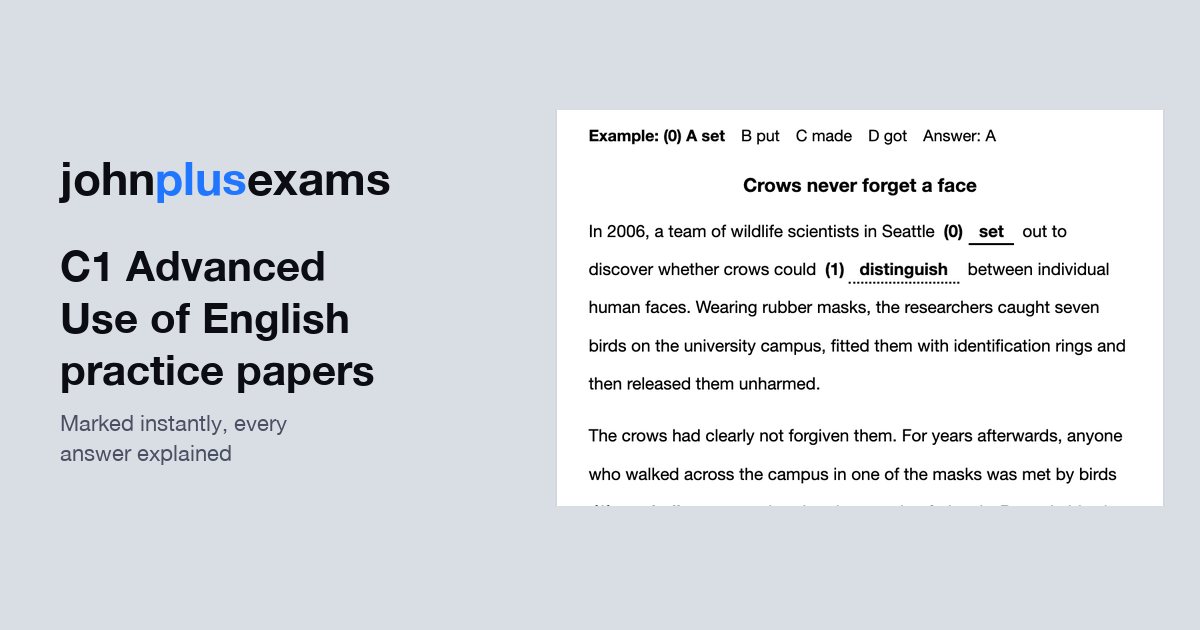 johnplusexams
C1 Advanced
Use of English
practice papers
Marked instantly, every
answer explained
Example: (0) A set B put C made D got Answer: A
Crows never forget a face
In 2006, a team of wildlife scientists in Seattle (0) set out to
discover whether crows could (1) distinguish between individual
human faces. Wearing rubber masks, the researchers caught seven
birds on the university campus, fitted them with identification rings and
then released them unharmed.
The crows had clearly not forgiven them. For years afterwards, anyone
who walked across the campus in one of the masks was met by birds